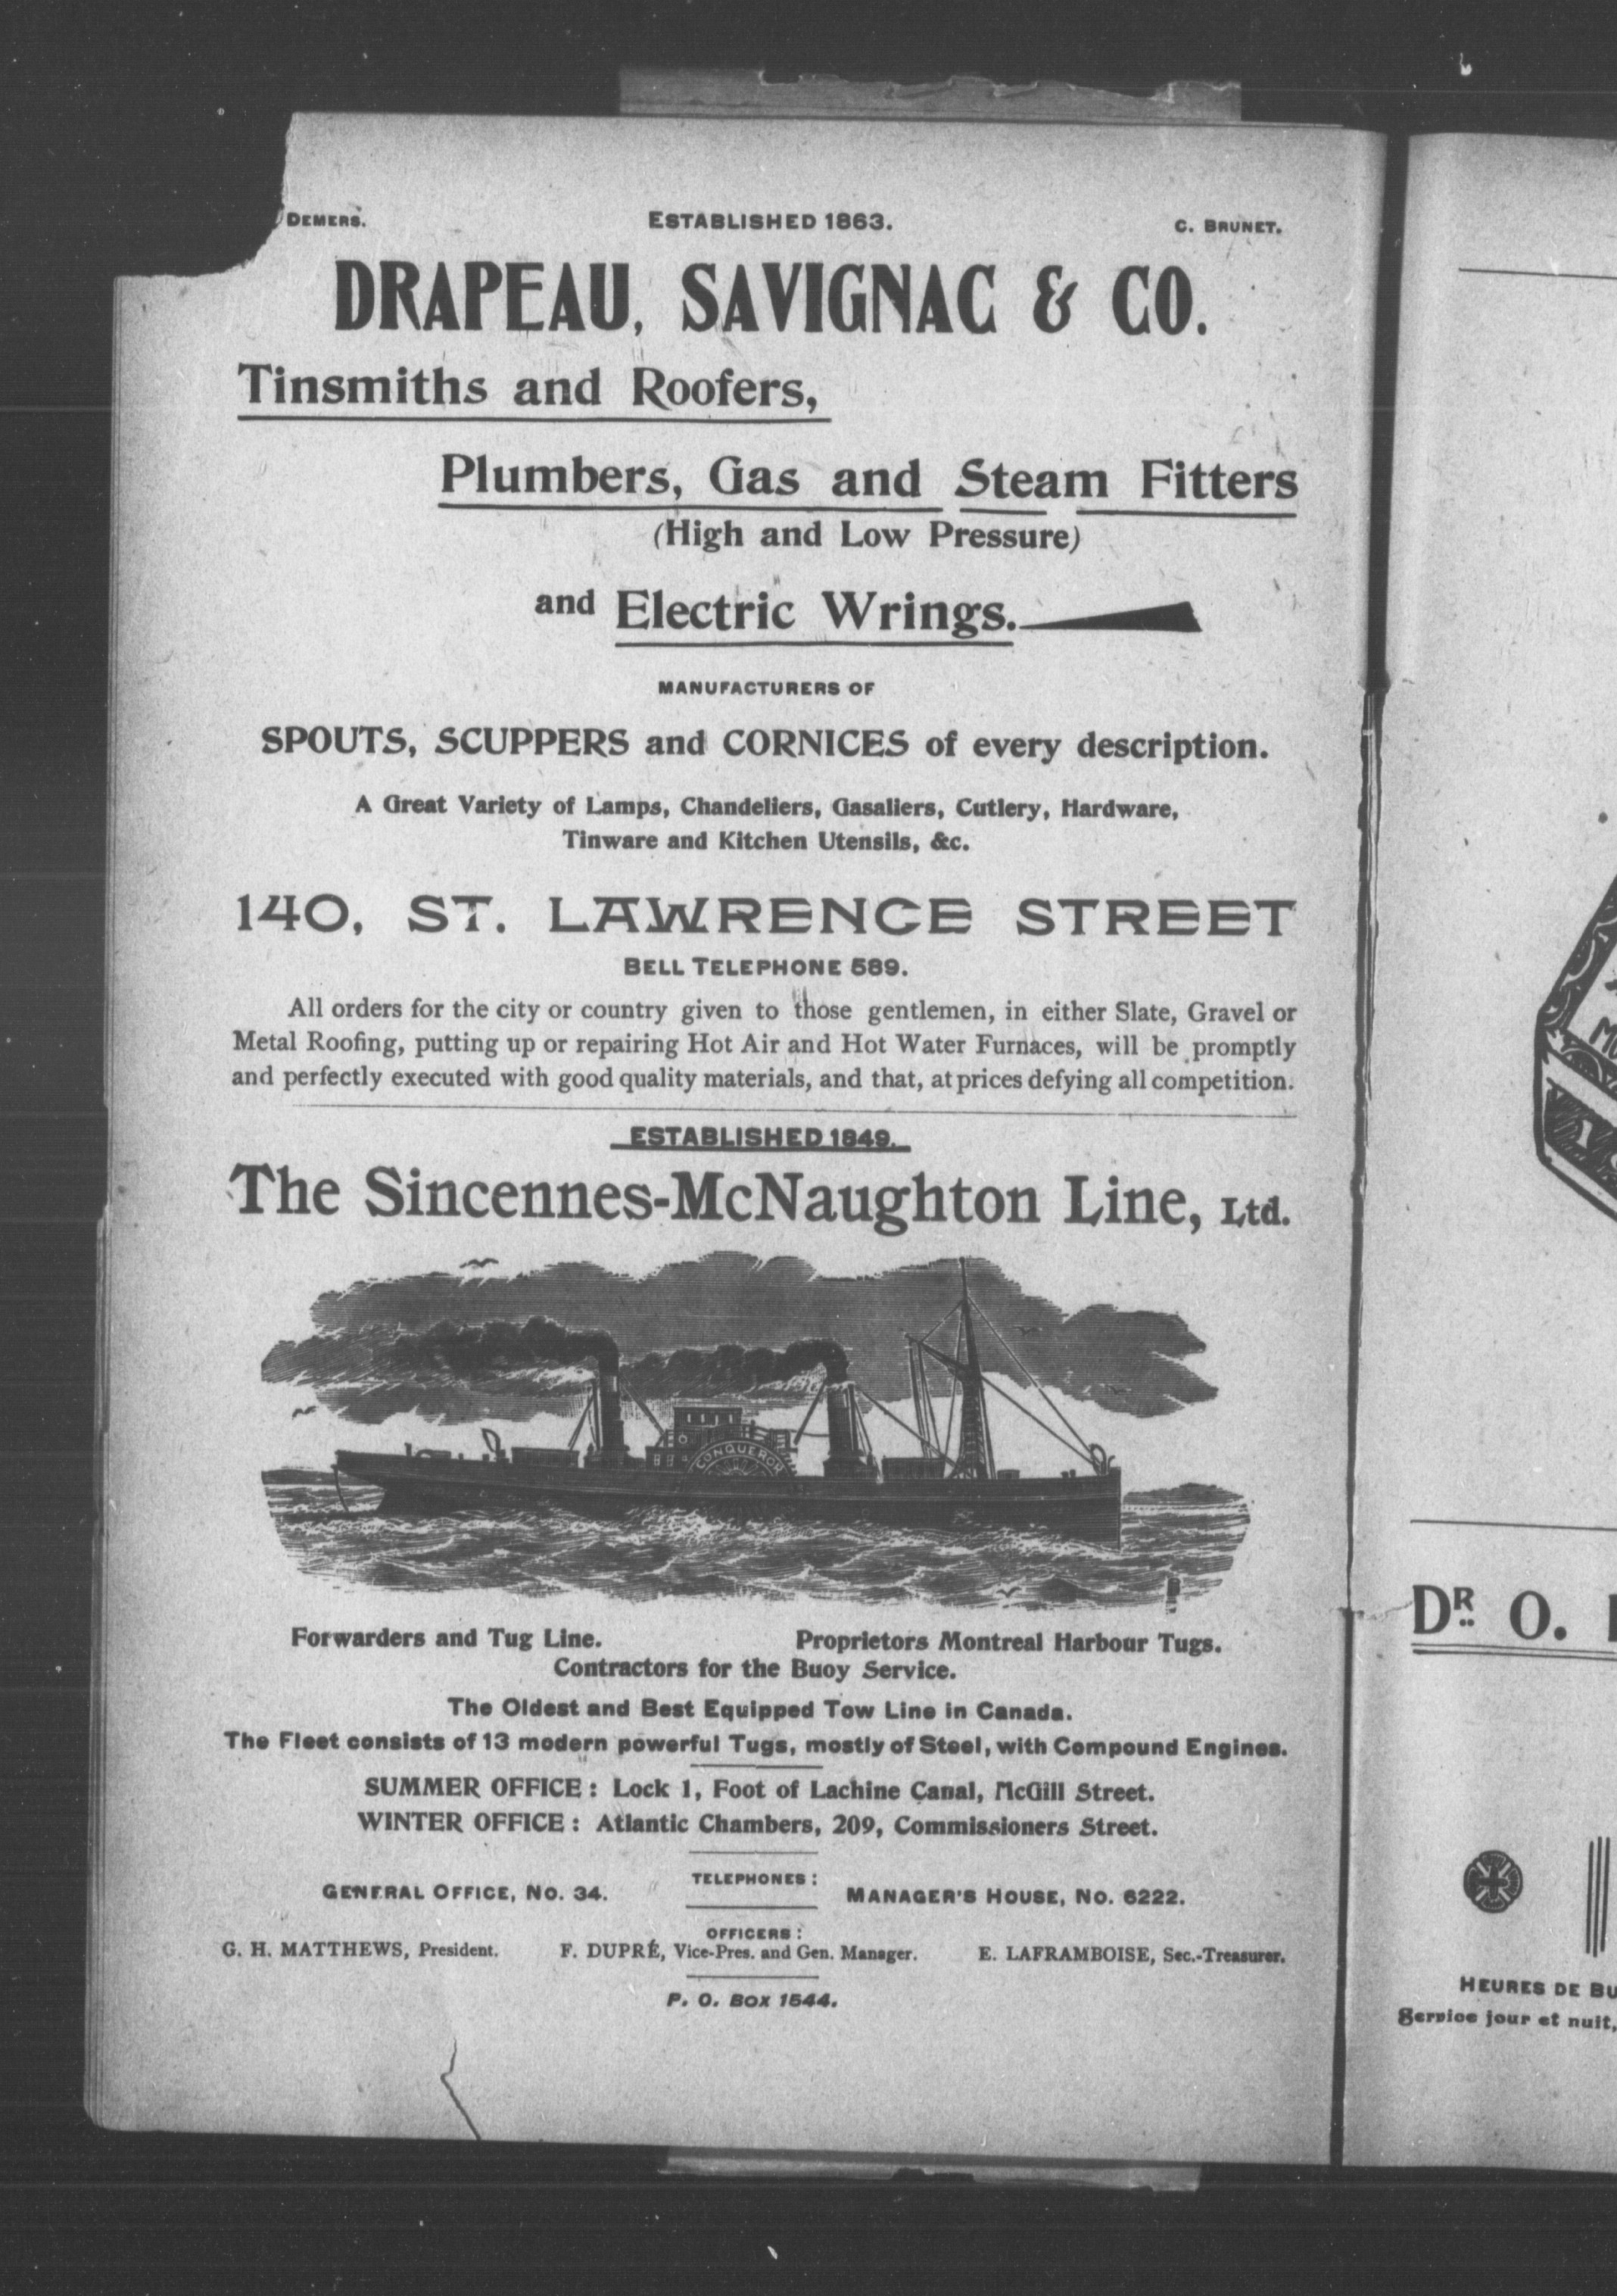 DEMERS. ESTABLISHED 1863. C. BRUNET.
DRAPEAU, SAVIGNAC & CO.
Tinsmiths and Roofers,
Plumbers, Gas and Steam Fitters
(High and Low Pressure)
and Electric Wrings.
MANUFACTURERS OF
SPOUTS, SCUPPERS and CORNICES of every description.
A Great Variety of Lamps, Chandeliers, Gasaliers, Cutlery, Hardware,
Tinware and Kitchen Utensils, &c.
140, ST. LAWRENCE STREET
BELL TELEPHONE 589.
All orders for the city or country given to those gentlemen, in either Slate, Gravel or
Metal Roofing, putting up or repairing Hot Air and Hot Water Furnaces, will be promptly
and perfectly executed with good quality materials, and that, at prices defying all competition.
ESTABLISHED 1849.
The Sincennes-McNaughton Line, Ltd.
CONQUEROR
Forwarders and Tug Line. Proprietors Montreal Harbour Tugs.
Contractors for the Buoy Service.
The Oldest and Best Equipped Tow Line in Canada.
The Fleet consists of 13 modern powerful Tugs, mostly of Steel, with Compound Engines.
SUMMER OFFICE : Lock 1, Foot of Lachine Canal, McGill Street.
WINTER OFFICE : Atlantic Chambers, 209, Commissioners Street.
TELEPHONES :
GENERAL OFFICE, NO. 34. MANAGER'S HOUSE, NO. 6222.
OFFICERS :
G. H. MATTHEWS, President. F. DUPRÉ, Vice-Pres. and Gen. Manager. E. LAFRAMBOISE, Sec.-Treasurer.
P. O. BOX 1544.
DR. O.
HEURES DE BU
Service jour et nuit,